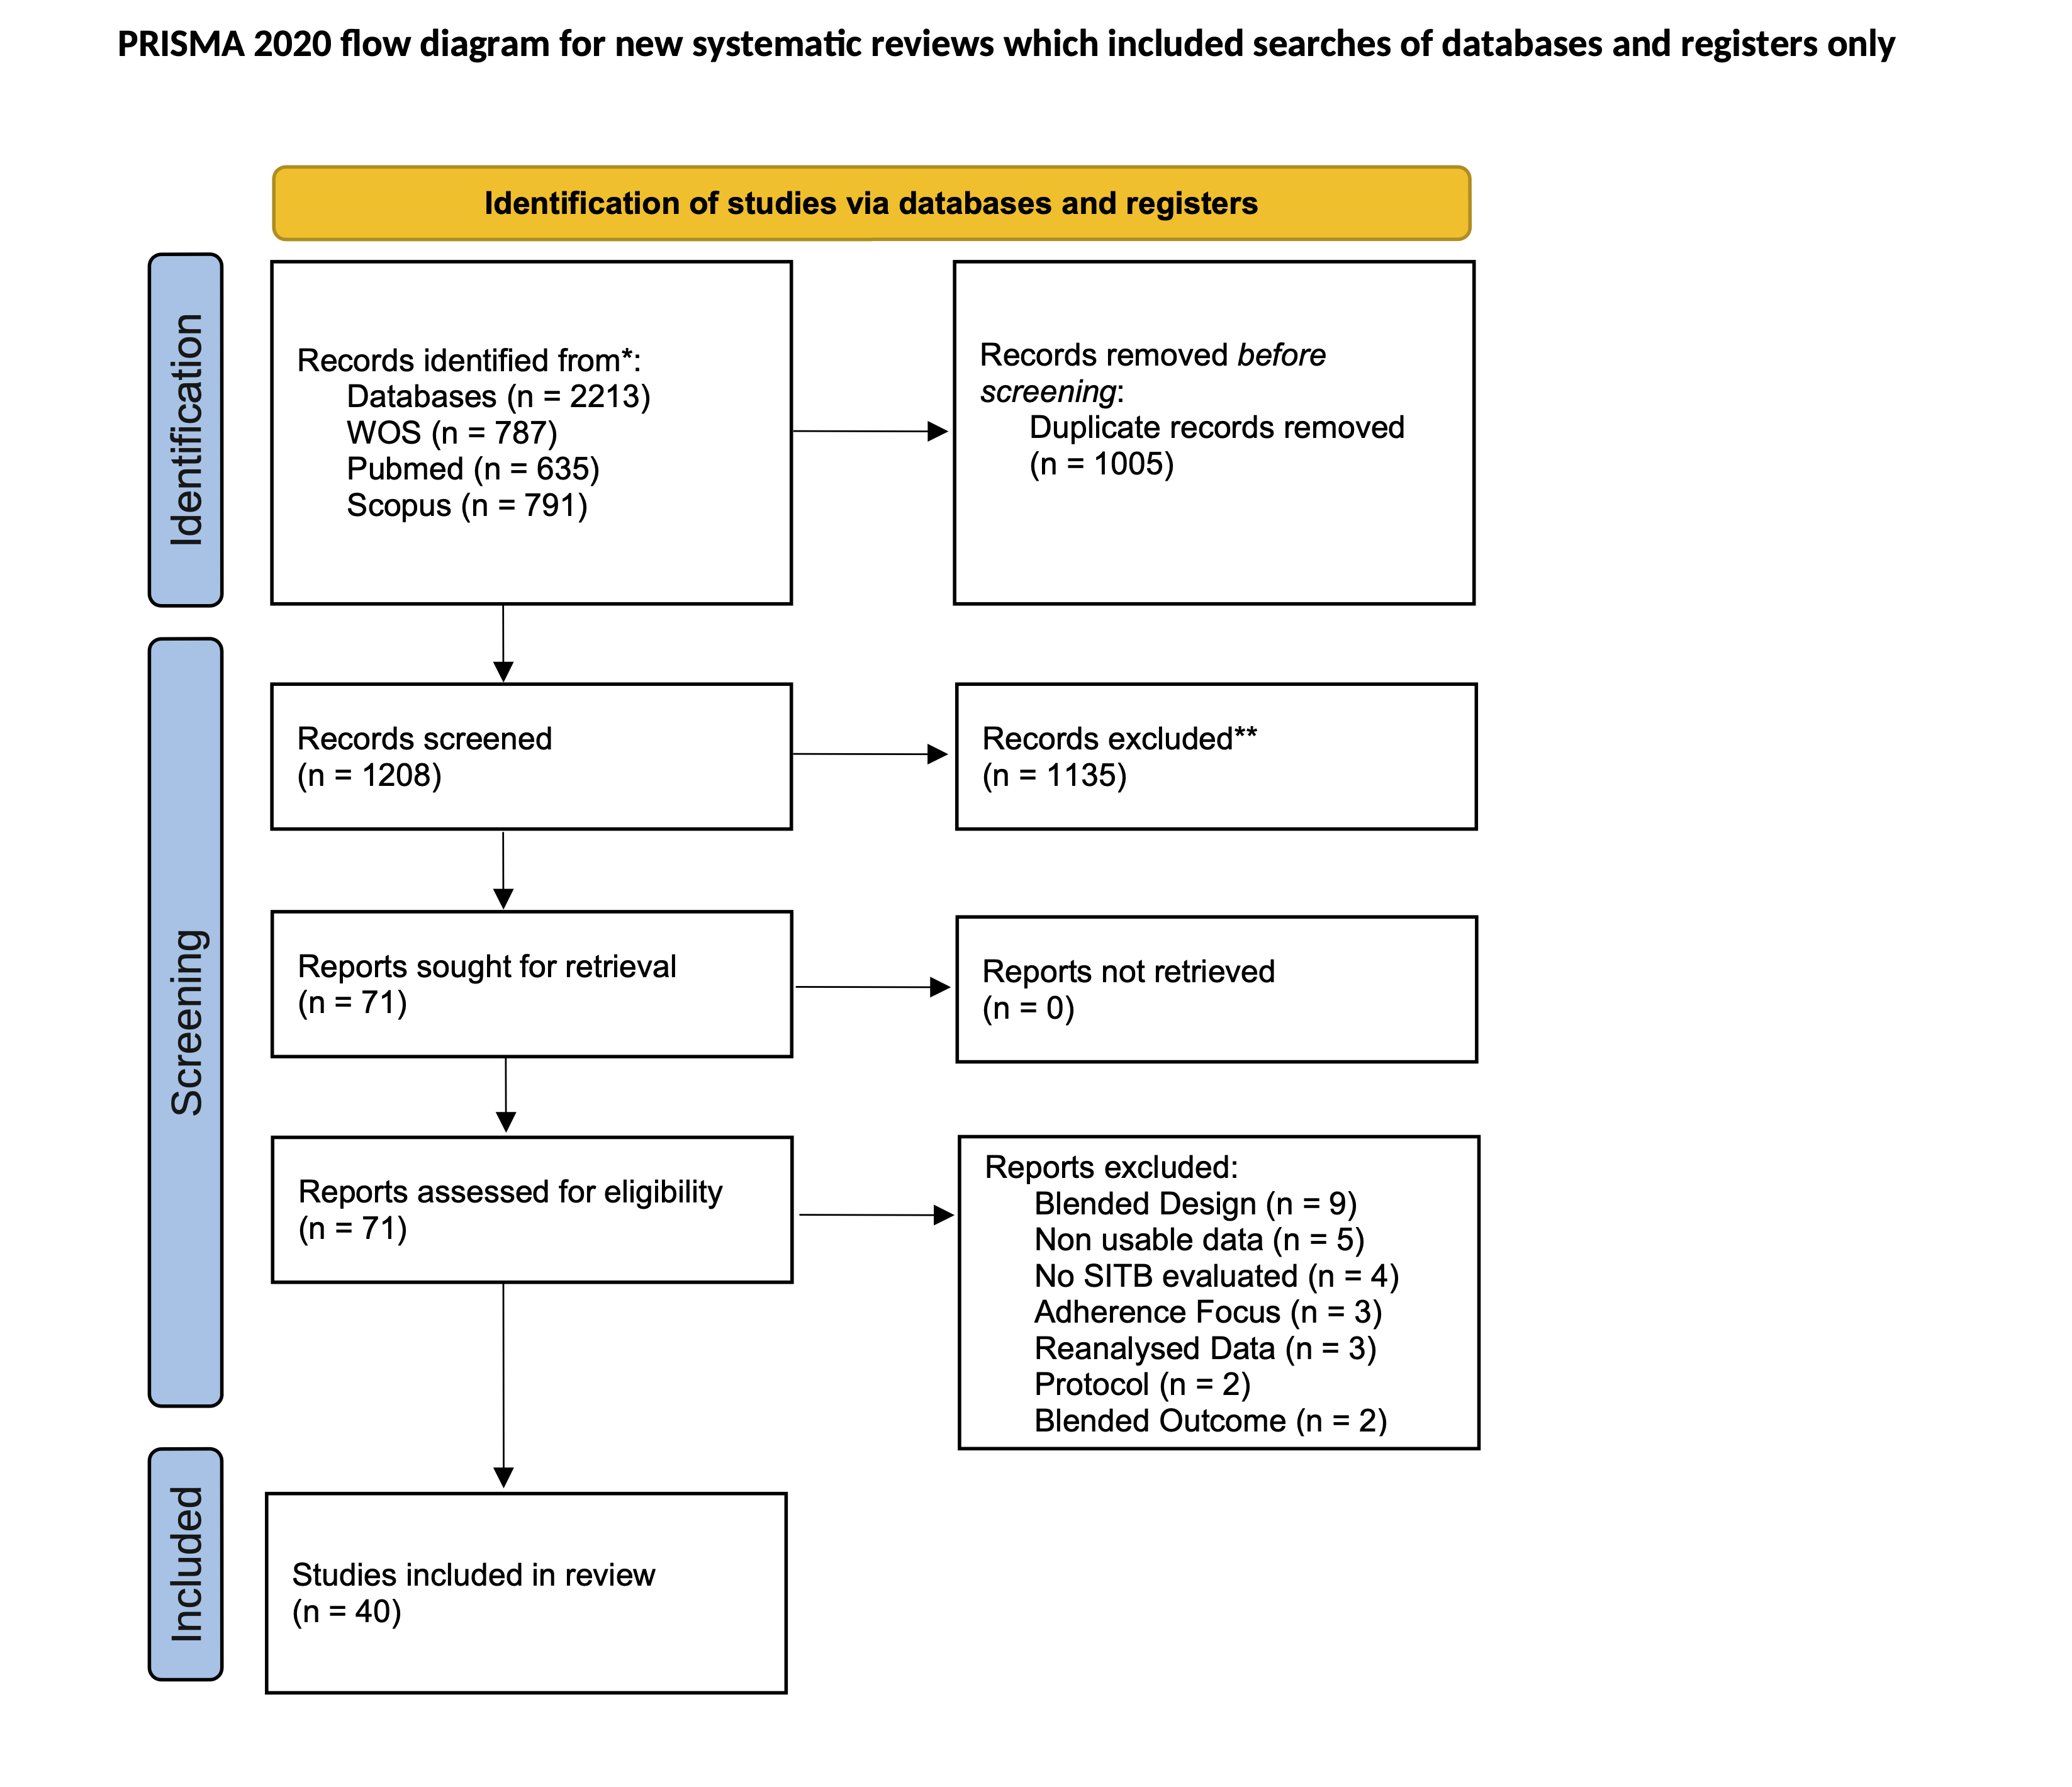 PRISMA 2020 flow diagram for new systematic reviews which included searches of databases and registers only
Identification of studies via databases and registers
Identification
Records identified from*:
Databases (n = 2213)
WOS (n = 787)
Pubmed (n = 635)
Scopus (n = 791)
Records removed before
screening:
Duplicate records removed
(n = 1005)
Screening
Records screened
(n = 1208)
Records excluded**
(n = 1135)
Reports sought for retrieval
(n = 71)
Reports not retrieved
(n = 0)
Reports assessed for eligibility
(n = 71)
Reports excluded:
Blended Design (n = 9)
Non usable data (n = 5)
No SITB evaluated (n = 4)
Adherence Focus (n = 3)
Reanalysed Data (n = 3)
Protocol (n = 2)
Blended Outcome (n = 2)
Included
Studies included in review
(n = 40)